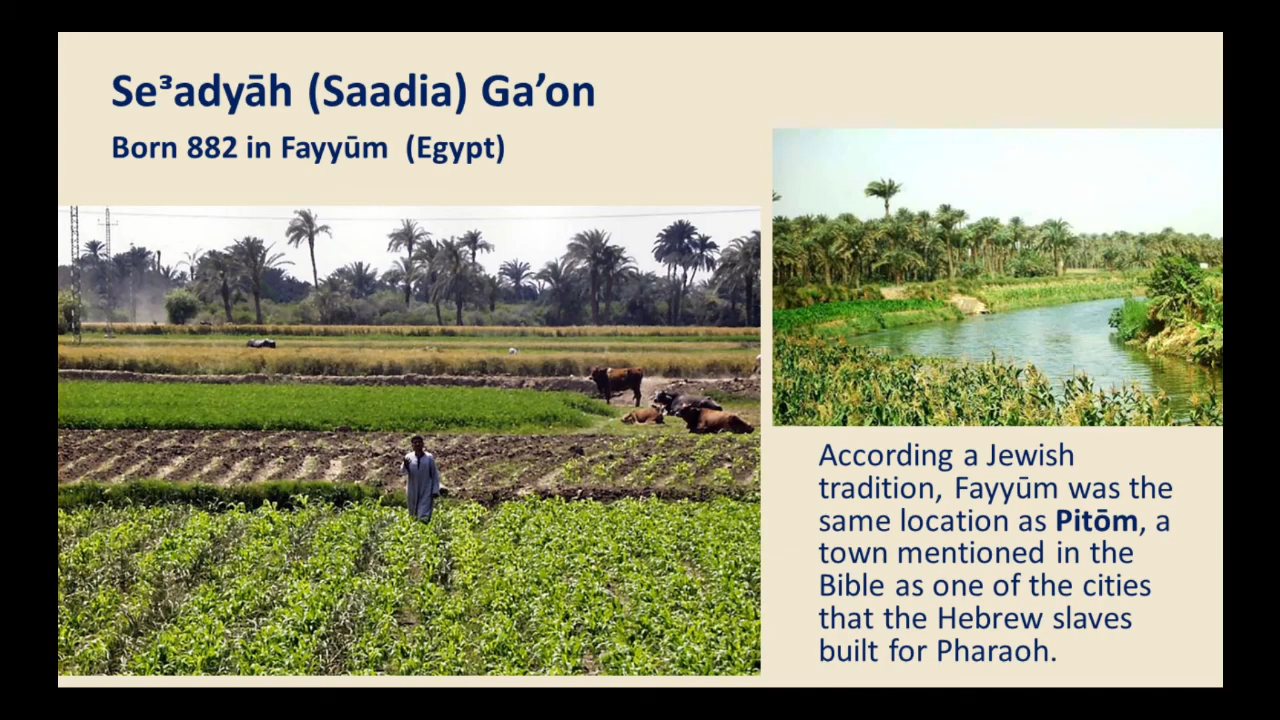 Se³adyāh (Saadia) Ga’on
Born 882 in Fayyūm (Egypt)
According a Jewish
tradition, Fayyūm was the
same location as Pitōm, a
town mentioned in the
Bible as one of the cities
that the Hebrew slaves
built for Pharaoh.